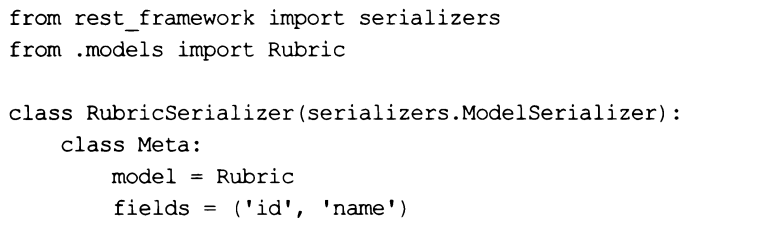 from rest_framework import serializers
from .models import Rubric

class RubricSerializer(serializers.ModelSerializer):
    class Meta:
        model = Rubric
        fields = ('id', 'name')